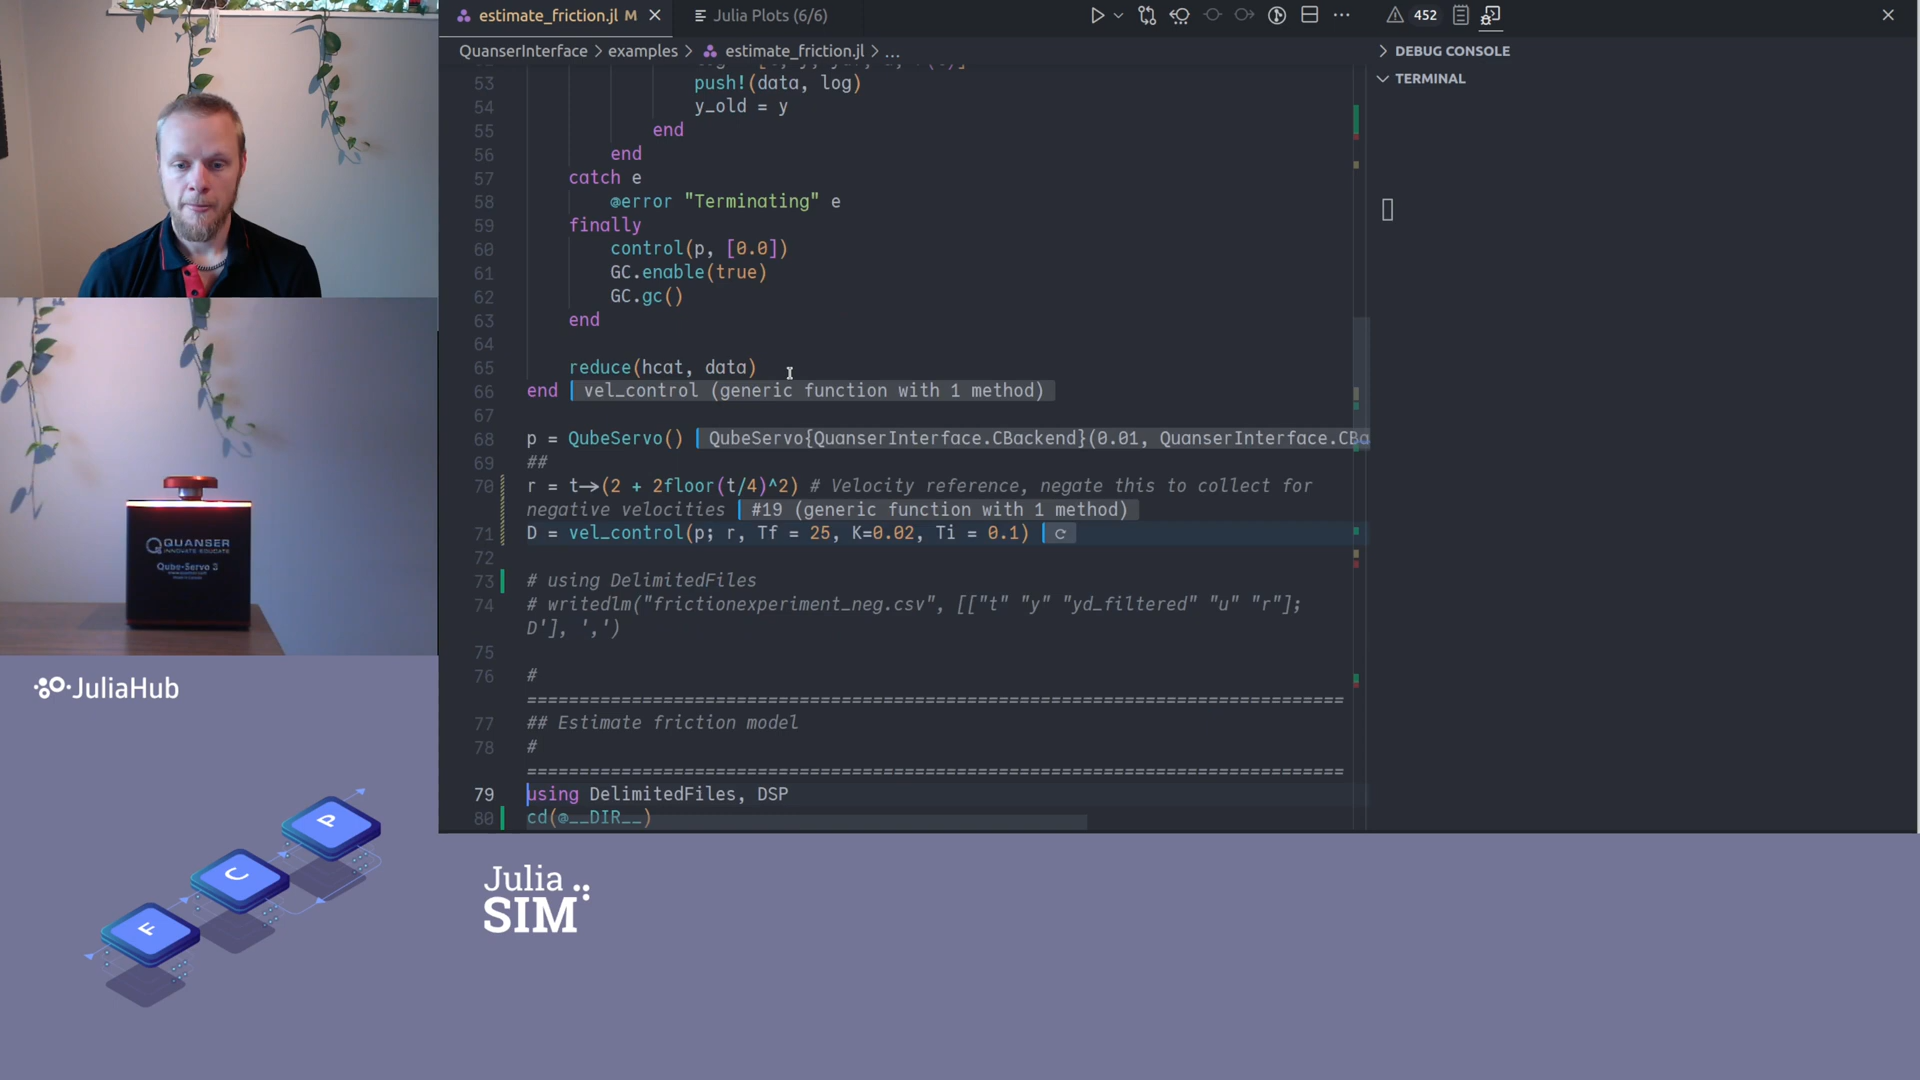 estimate_friction.jl M
Julia Plots (6/6)
452
QuanserInterface > examples > estimate_friction.jl > ...
DEBUG CONSOLE
TERMINAL
53 push!(data, log)
54 y_old = y
55 end
56 end
57 catch e
58 @error "Terminating" e
59 finally
60 control(p, [0.0])
61 GC.enable(true)
62 GC.gc()
63 end
64
65 reduce(hcat, data)
66 end vel_control (generic function with 1 method)
67
68 p = QubeServo() QubeServo{QuanserInterface.CBackend}(0.01, QuanserInterface.CBa
69 ##
70 r = t->(2 + 2floor(t/4)^2) # Velocity reference, negate this to collect for
negative velocities #19 (generic function with 1 method)
71 D = vel_control(p; r, Tf = 25, K=0.02, Ti = 0.1)
72
73 # using DelimitedFiles
74 # writedlm("frictionexperiment_neg.csv", [["t" "y" "yd_filtered" "u" "r"];
D'], ',')
75
76 #
==============================================================================
77 ## Estimate friction model
78 #
==============================================================================
79 using DelimitedFiles, DSP
80 cd(@__DIR__)
QUANSER
INNOVATE EDUCATE
Qube-Servo 3
JuliaHub
P
C
F
Julia
SIM